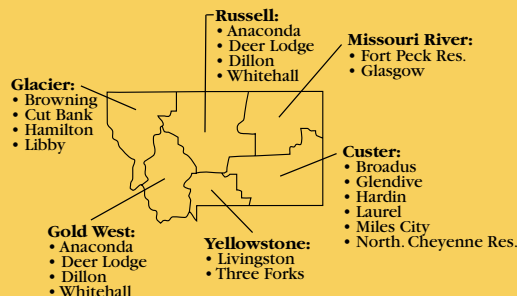 Russell:
• Anaconda
• Deer Lodge
• Dillon
• Whitehall
Missouri River:
• Fort Peck Res.
• Glasgow
Glacier:
• Browning
• Cut Bank
• Hamilton
• Libby
Custer:
• Broadus
• Glendive
• Hardin
• Laurel
• Miles City
• North. Cheyenne Res.
Gold West:
• Anaconda
• Deer Lodge
• Dillon
• Whitehall
Yellowstone:
• Livingston
• Three Forks